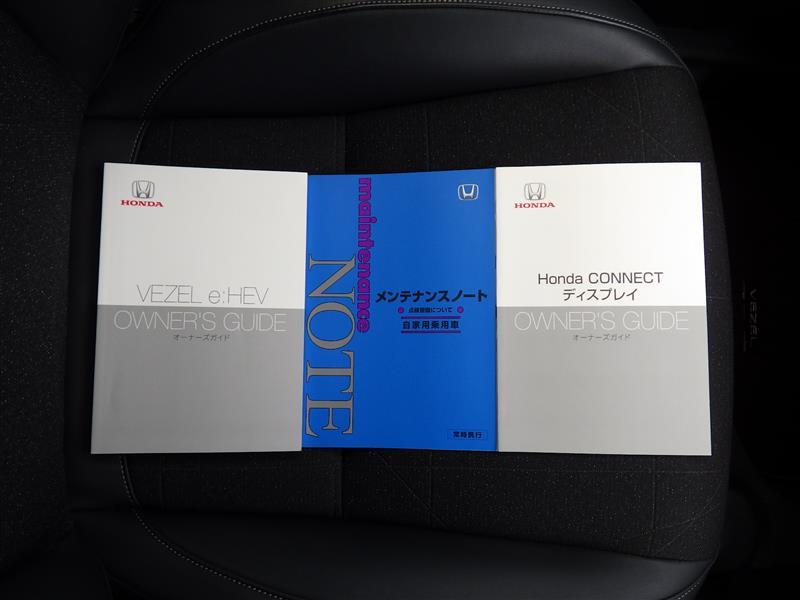 HONDA
VEZEL e:HEV
OWNER'S GUIDE
オーナーズガイド
maintenance
NOTE
メンテナンスノート
点検整備について
自家用乗用車
常時携行
HONDA
Honda CONNECT
ディスプレイ
OWNER'S GUIDE
オーナーズガイド
VEZEL